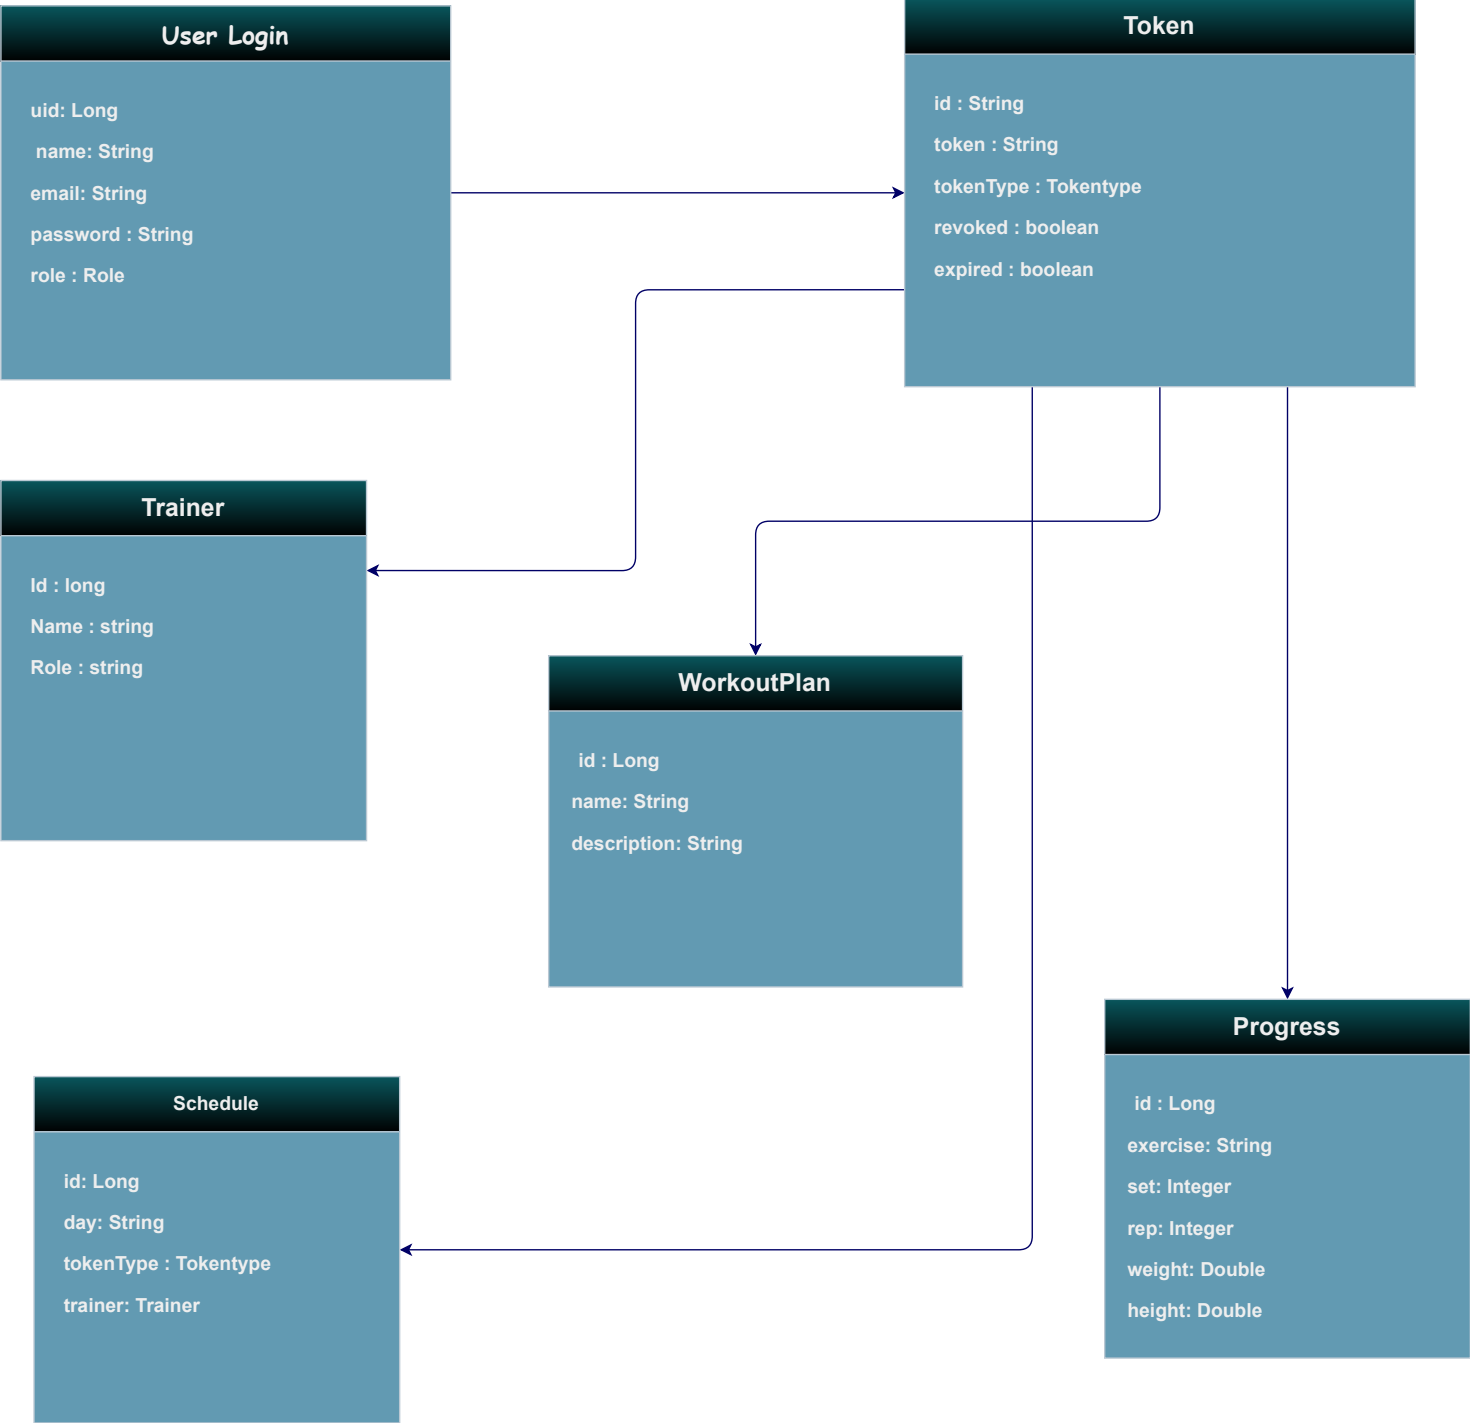 User Login
uid: Long
name: String
email: String
password : String
role : Role
Token
id : String
token : String
tokenType : Tokentype
revoked : boolean
expired : boolean
Trainer
Id : long
Name : string
Role : string
WorkoutPlan
id : Long
name: String
description: String
Progress
id : Long
exercise: String
set: Integer
rep: Integer
weight: Double
height: Double
Schedule
id: Long
day: String
tokenType : Tokentype
trainer: Trainer